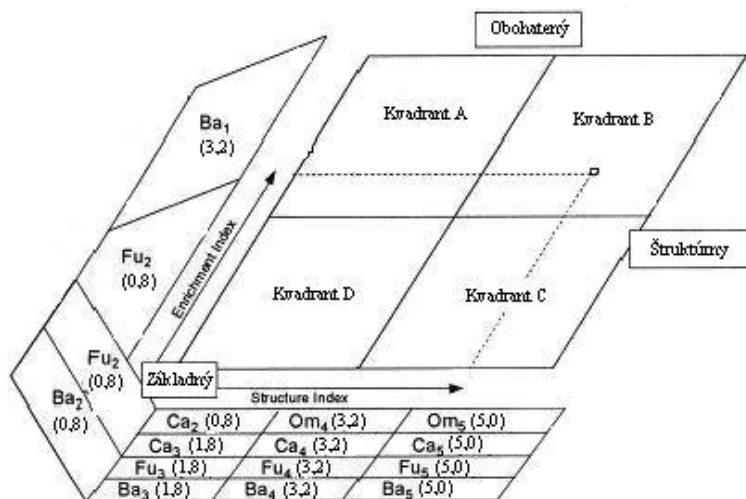 Obohatený
Kvadrant A
Kvadrant B
Ba1
(3,2)
Enrichment Index
Fu2
(0,8)
Štruktúrny
Kvadrant D
Kvadrant C
Fu2
(0,8)
Ba2
(0,8)
Základný
Structure Index
Ca2 (0,8) Om4 (3,2) Om5 (5,0)
Ca3 (1,8) Ca4 (3,2) Ca5 (5,0)
Fu3 (1,8) Fu4 (3,2) Fu5 (5,0)
Ba3 (1,8) Ba4 (3,2) Ba5 (5,0)